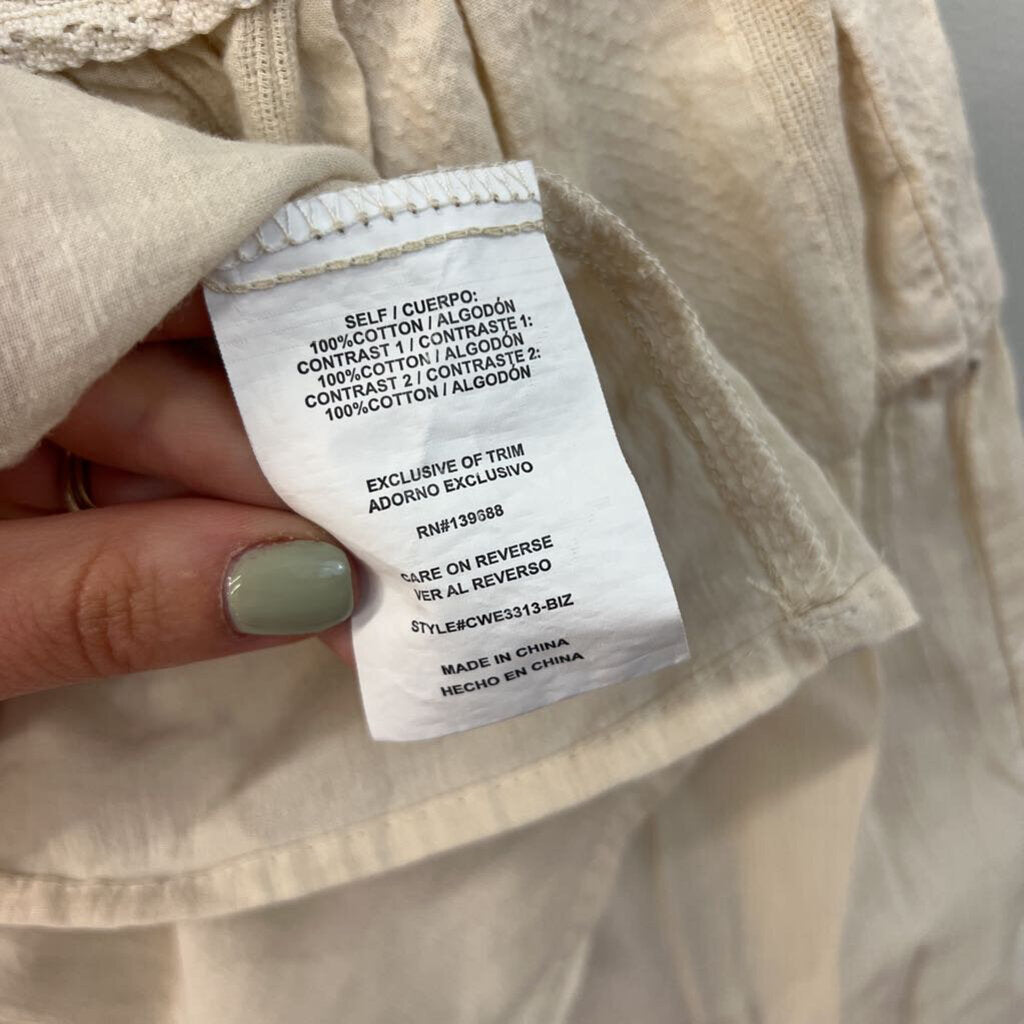 SELF / CUERPO:
100%COTTON / ALGODÓN
CONTRAST 1 / CONTRASTE 1:
100%COTTON / ALGODÓN
CONTRAST 2 / CONTRASTE 2:
100%COTTON / ALGODÓN
EXCLUSIVE OF TRIM
ADORNO EXCLUSIVO
RN#139688
CARE ON REVERSE
VER AL REVERSO
STYLE#CWE3313-BIZ
MADE IN CHINA
HECHO EN CHINA